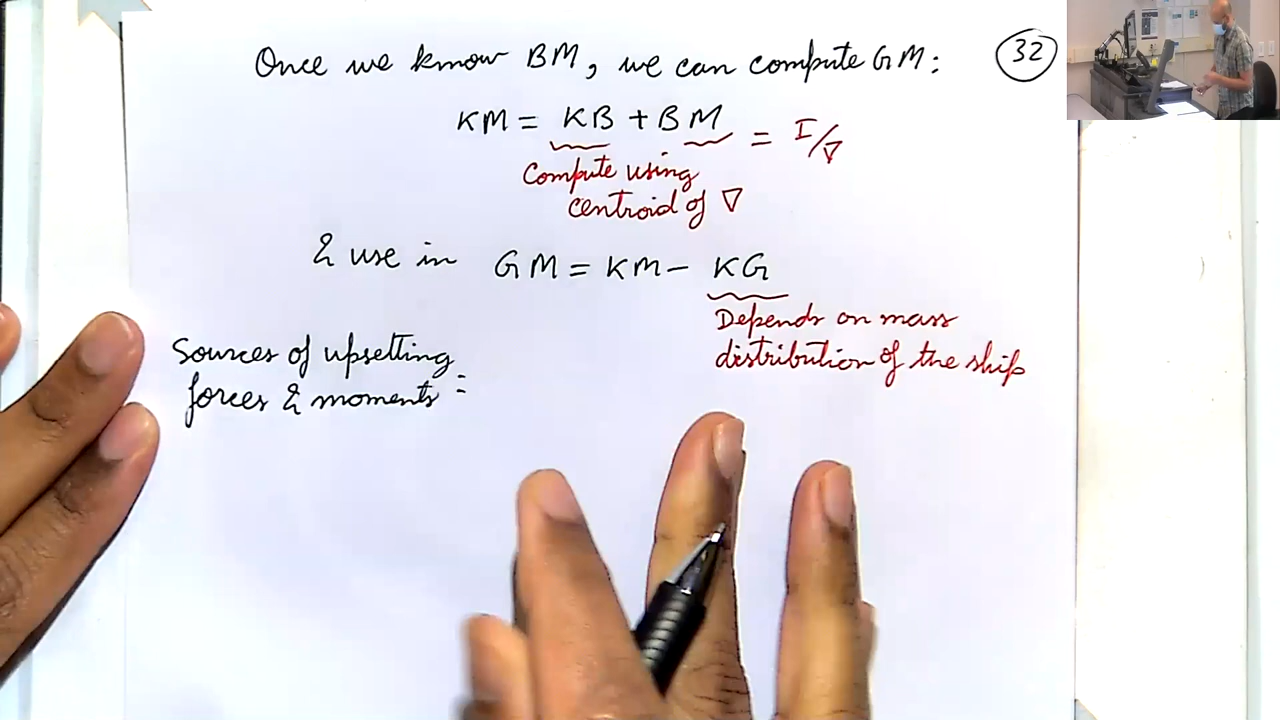 Once we know BM, we can compute GM:
32
KM = KB + BM = I/∇
Compute using
centroid of ∇
& use in GM = KM - KG
Depends on mass
distribution of the ship
Sources of upsetting
forces & moments :